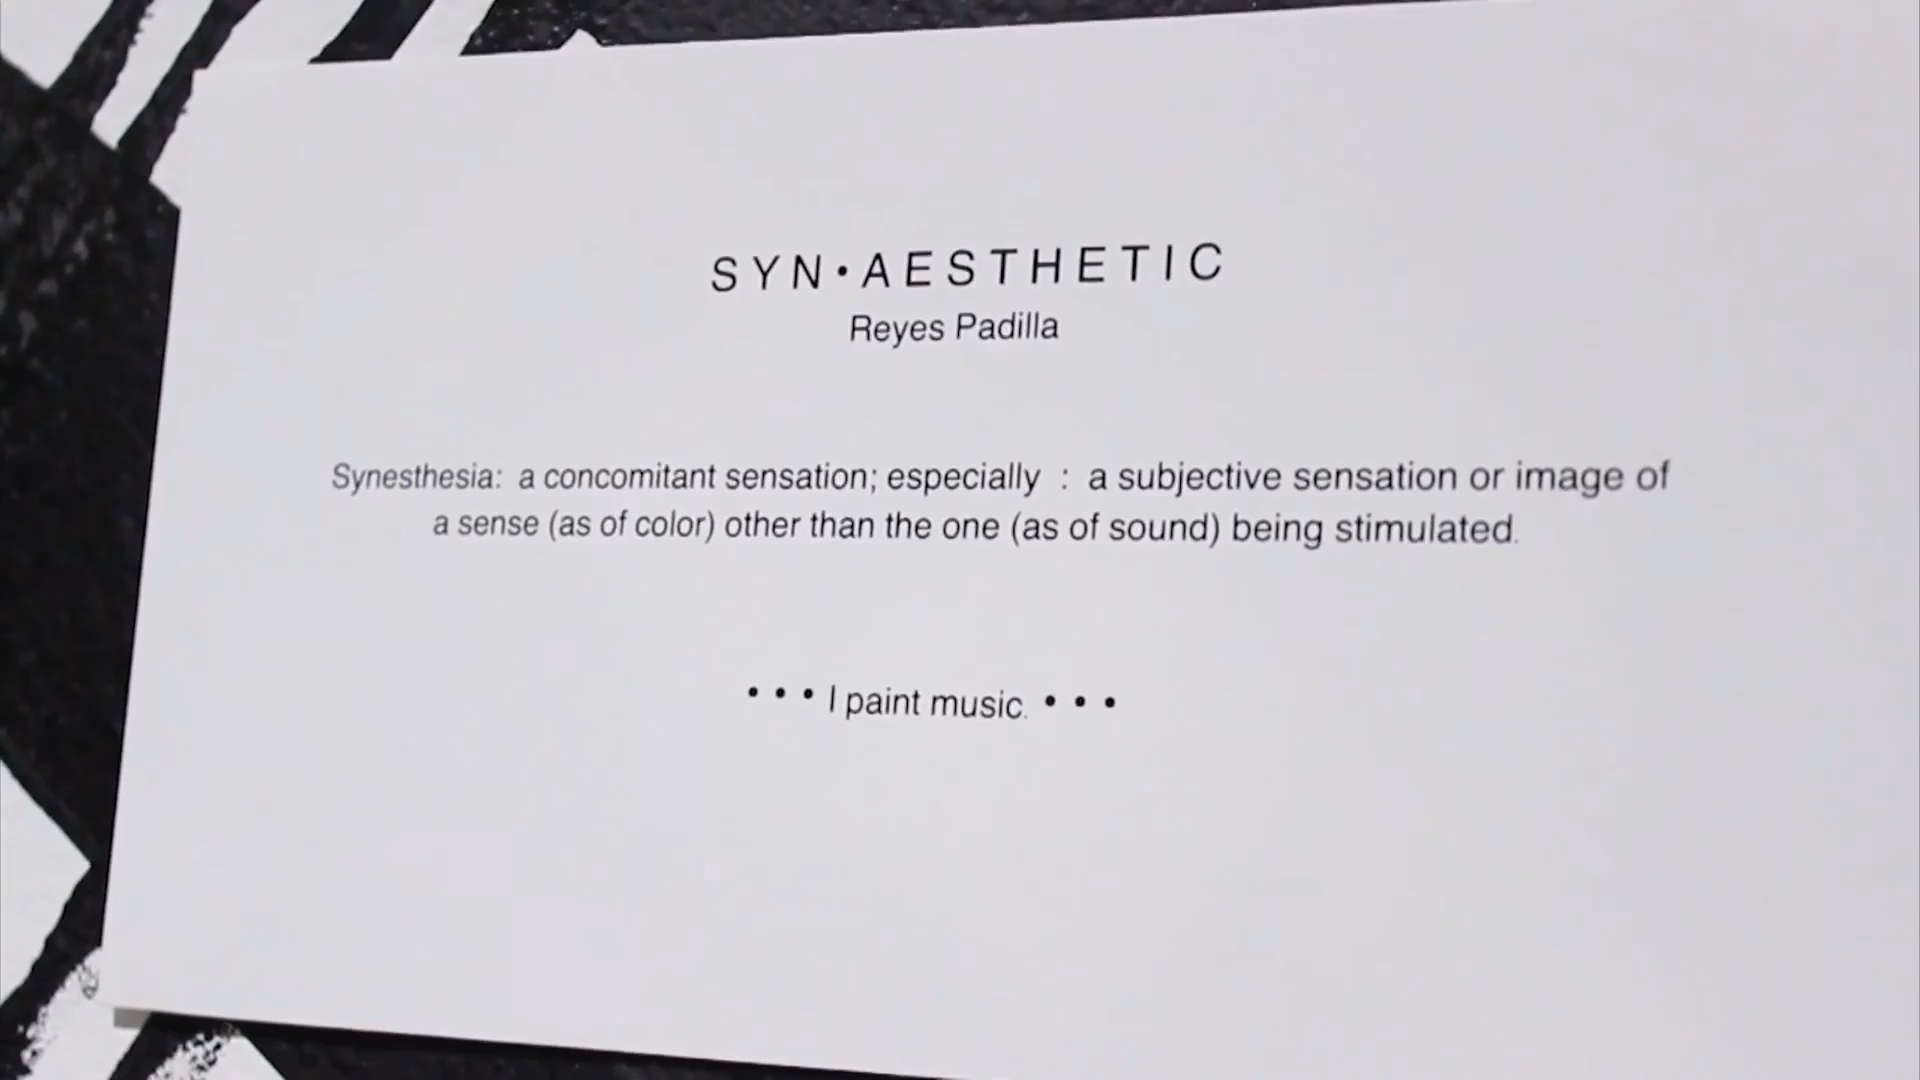 SYN•AESTHETIC
Reyes Padilla
Synesthesia: a concomitant sensation; especially : a subjective sensation or image of
a sense (as of color) other than the one (as of sound) being stimulated.
• • • I paint music. • • •